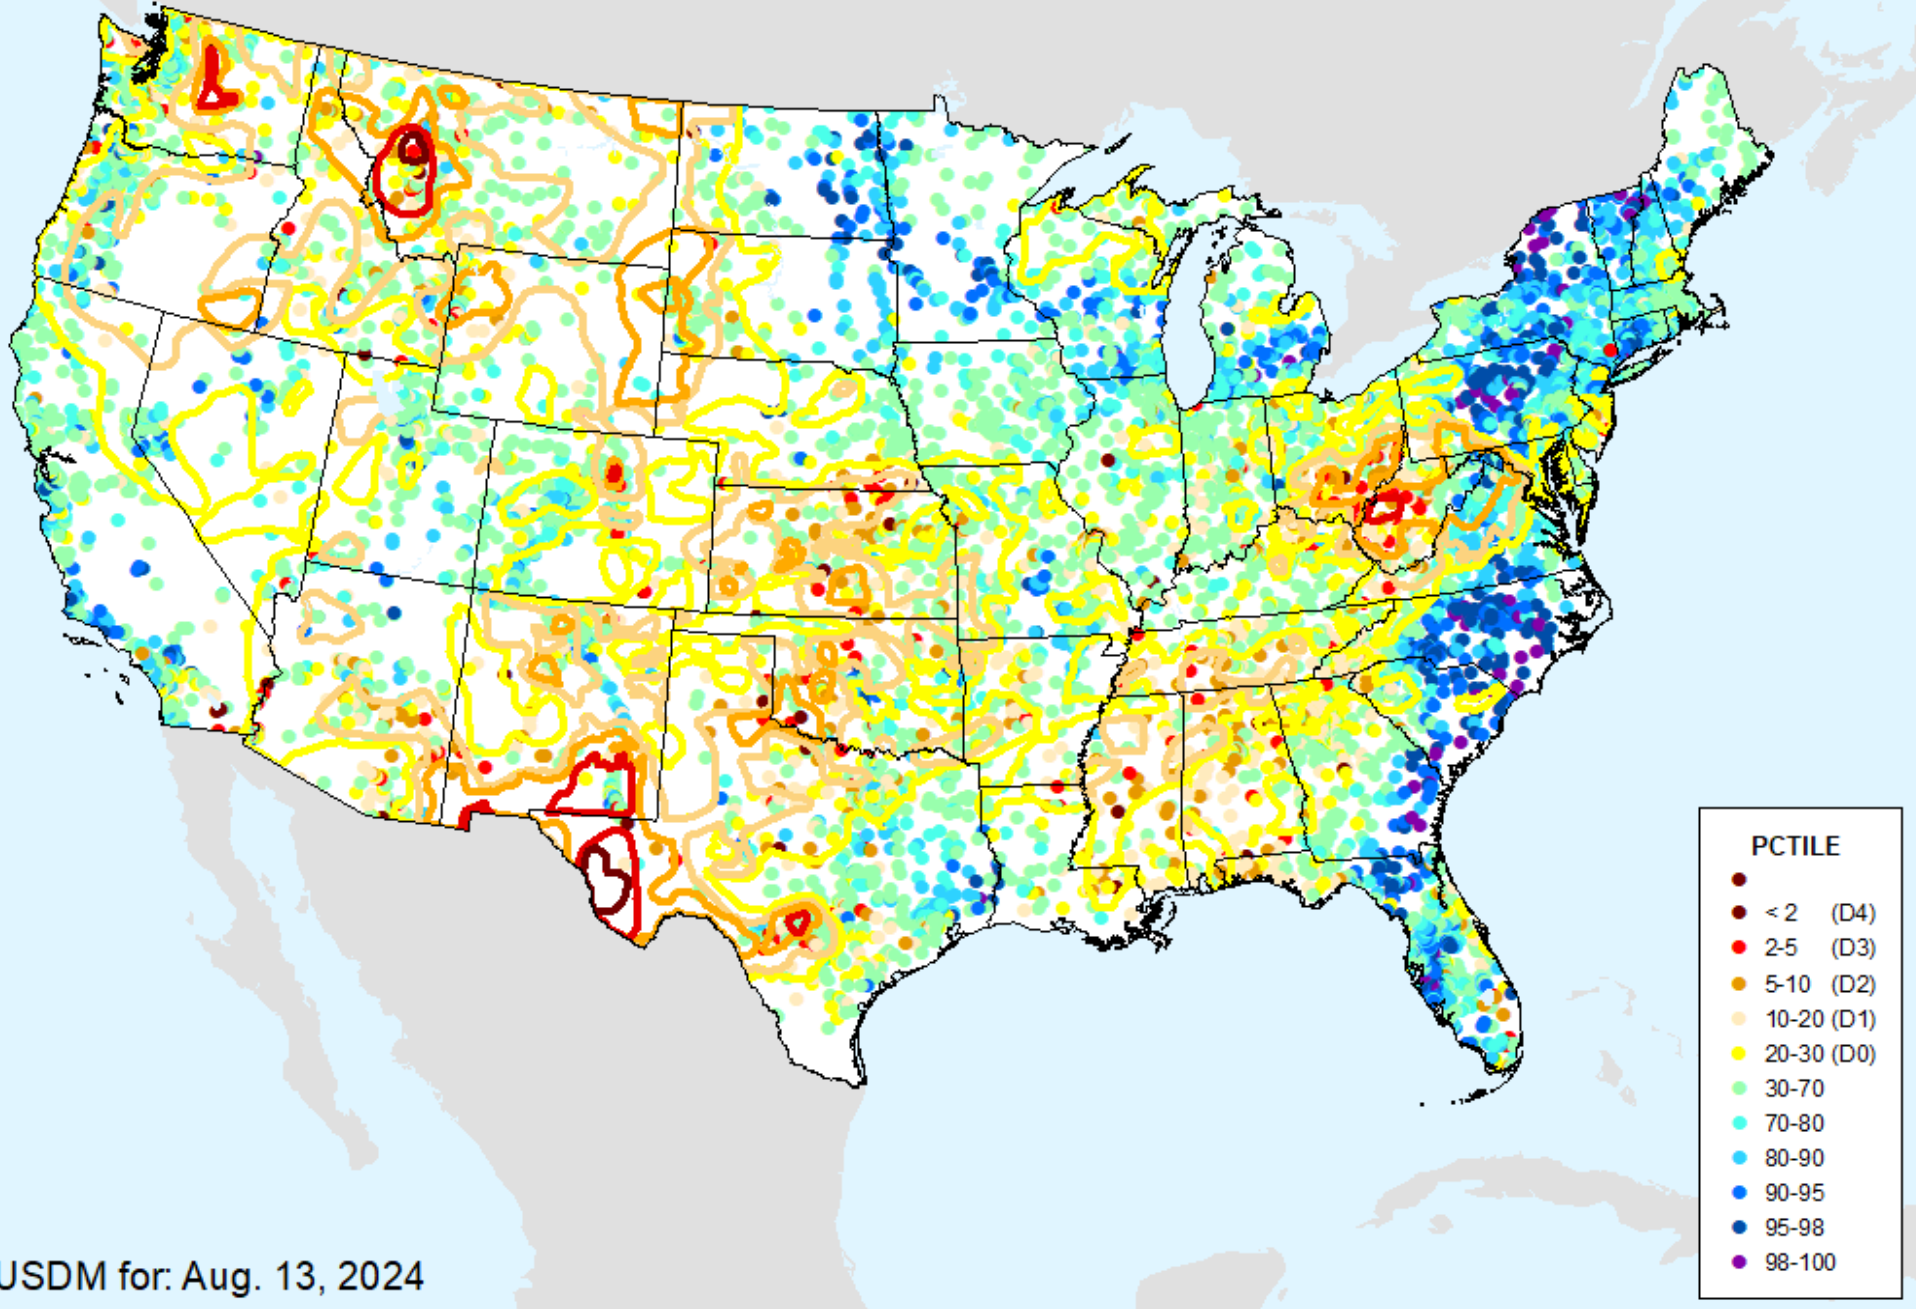 PCTILE
< 2 (D4)
2-5 (D3)
5-10 (D2)
10-20 (D1)
20-30 (D0)
30-70
70-80
80-90
90-95
95-98
98-100
USDM for: Aug. 13, 2024